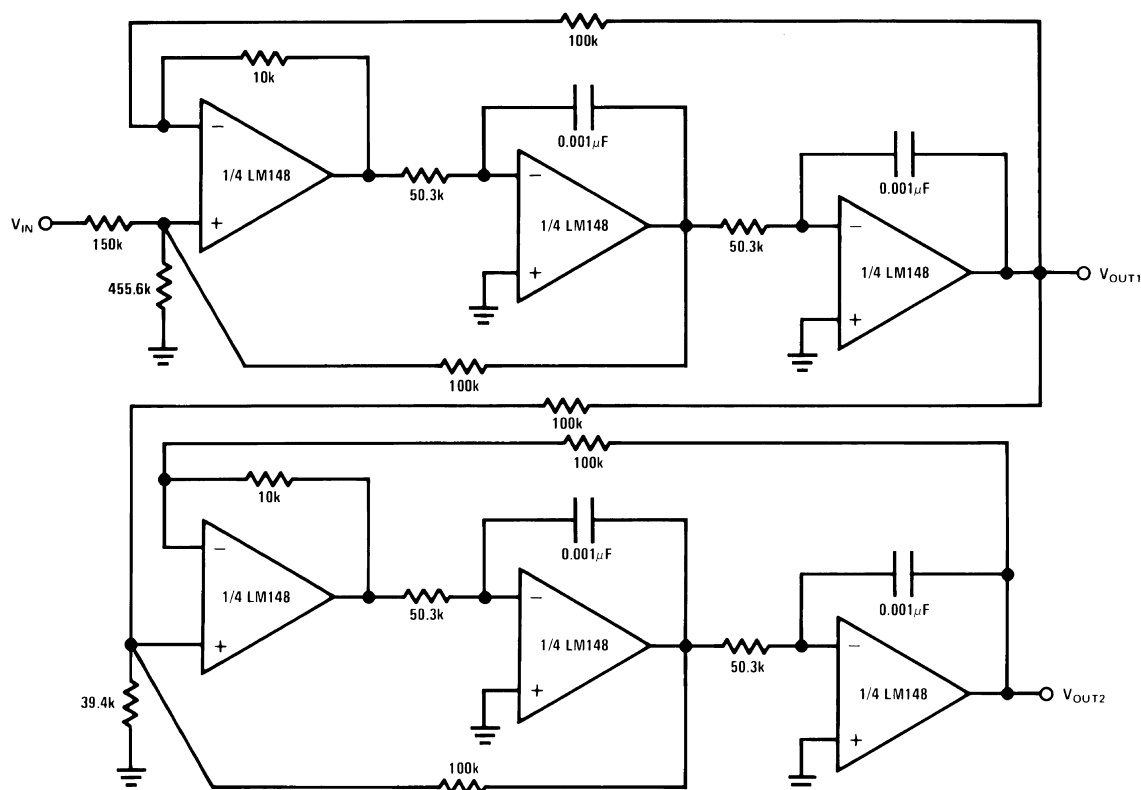 100k
10k
−
1/4 LM148
+
0.001μF
50.3k
−
1/4 LM148
+
0.001μF
50.3k
−
1/4 LM148
+
VIN
150k
455.6k
VOUT1
100k
100k
100k
10k
−
1/4 LM148
+
0.001μF
50.3k
−
1/4 LM148
+
0.001μF
50.3k
−
1/4 LM148
+
39.4k
VOUT2
100k